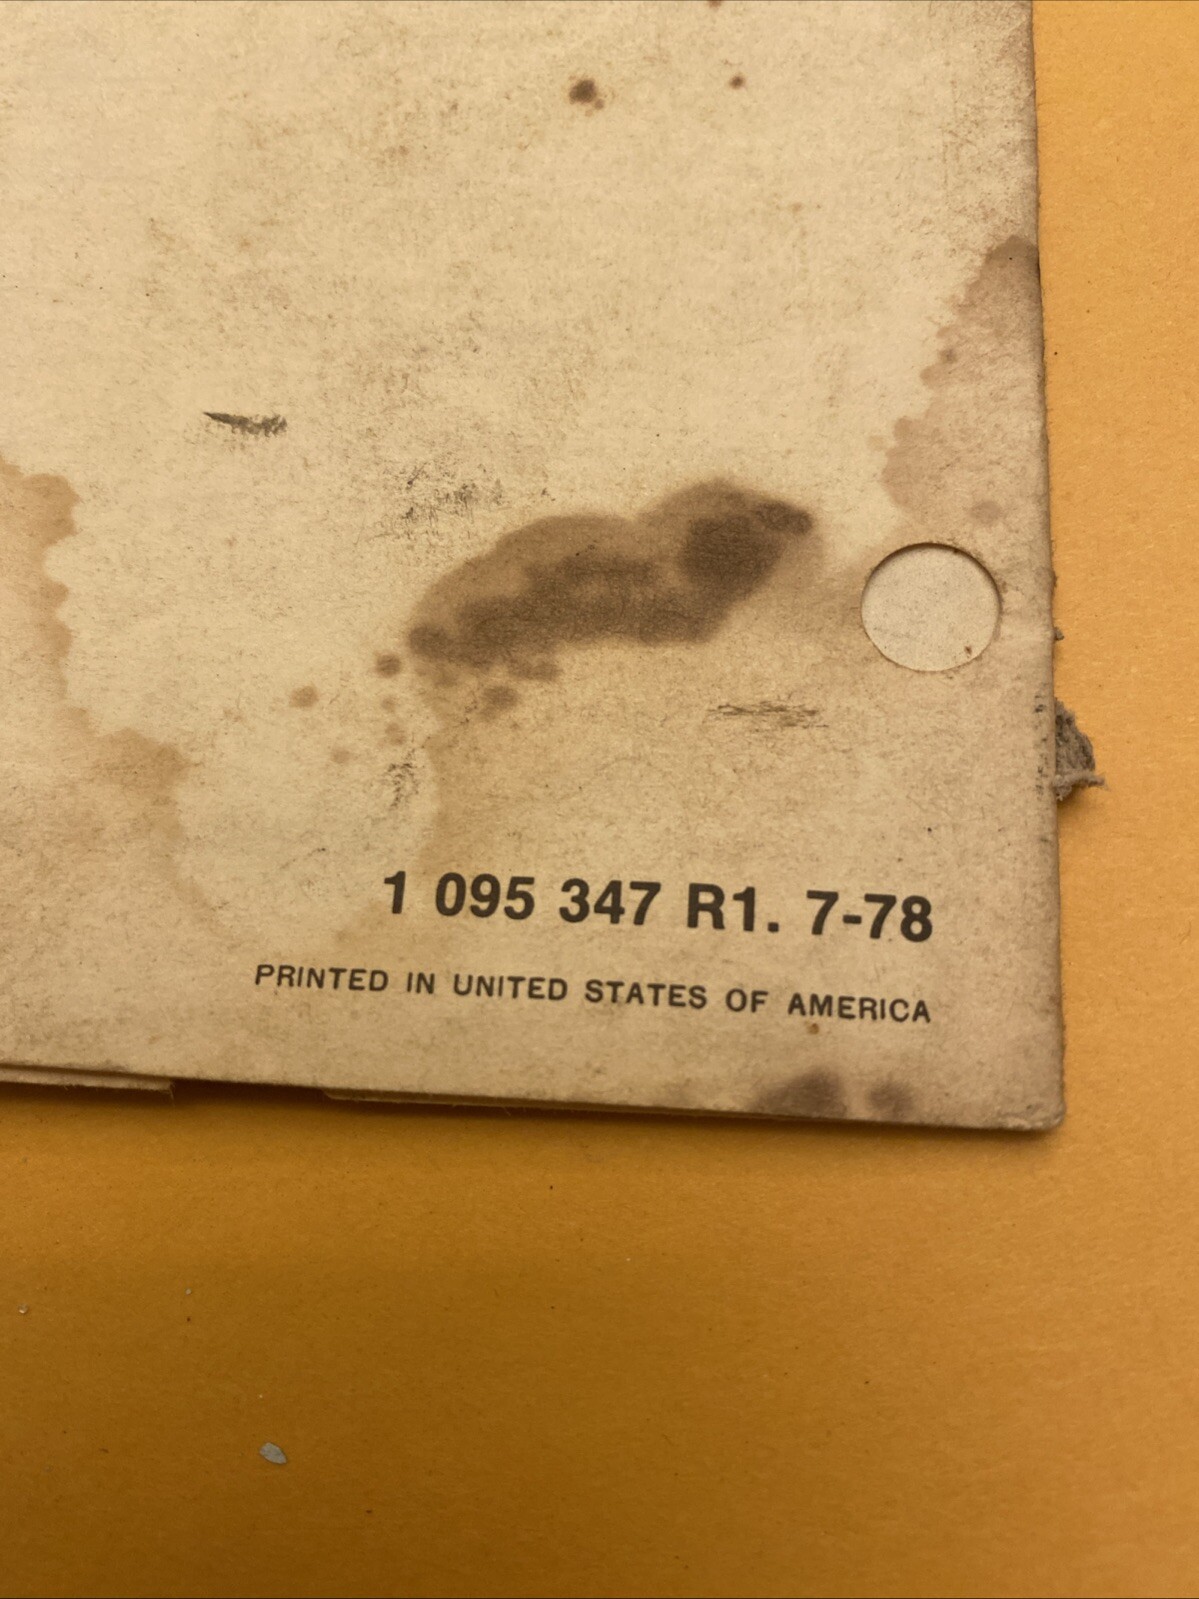 1 095 347 R1. 7-78
PRINTED IN UNITED STATES OF AMERICA